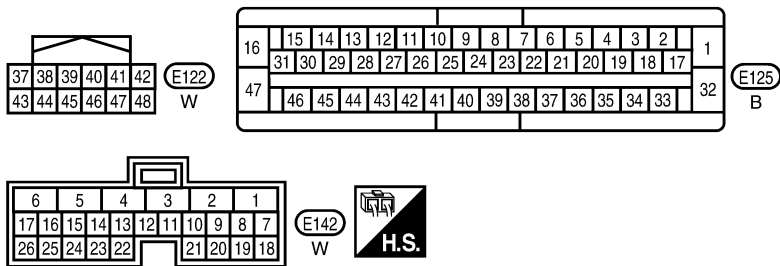 37 38 39 40 41 42
43 44 45 46 47 48
E122
W
16 15 14 13 12 11 10 9 8 7 6 5 4 3 2 1
31 30 29 28 27 26 25 24 23 22 21 20 19 18 17
47 46 45 44 43 42 41 40 39 38 37 36 35 34 33 32
E125
B
6 5 4 3 2 1
17 16 15 14 13 12 11 10 9 8 7
26 25 24 23 22 21 20 19 18
E142
W
H.S.